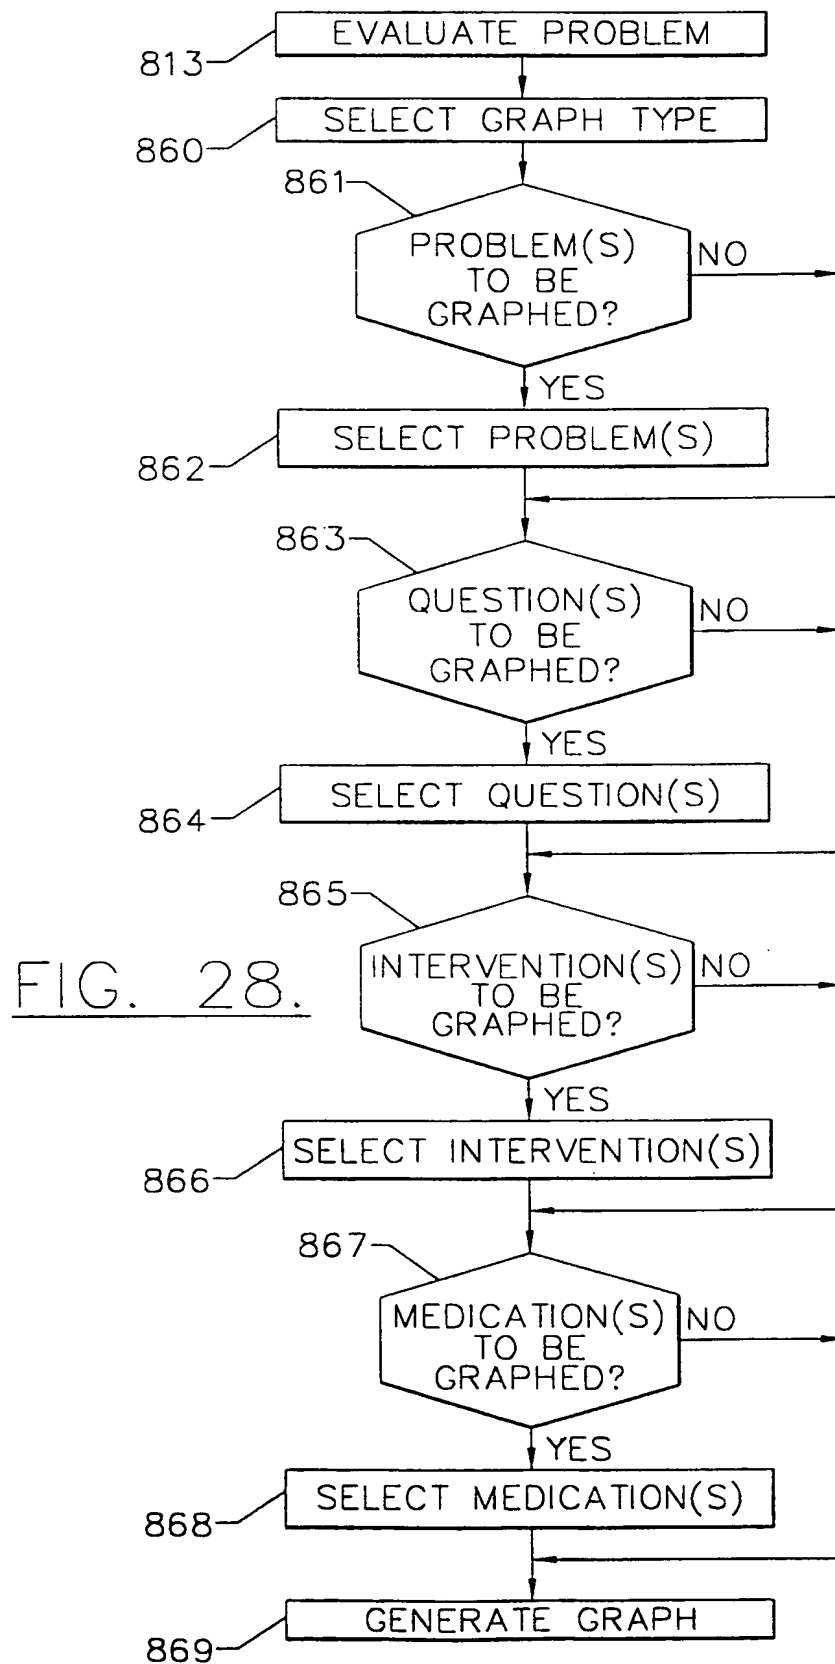 EVALUATE PROBLEM
813
SELECT GRAPH TYPE
860
861
PROBLEM(S)
TO BE
GRAPHED?
NO
YES
SELECT PROBLEM(S)
862
863
QUESTION(S)
TO BE
GRAPHED?
NO
YES
SELECT QUESTION(S)
864
865
INTERVENTION(S)
TO BE
GRAPHED?
NO
FIG. 28.
YES
SELECT INTERVENTION(S)
866
867
MEDICATION(S)
TO BE
GRAPHED?
NO
YES
SELECT MEDICATION(S)
868
GENERATE GRAPH
869